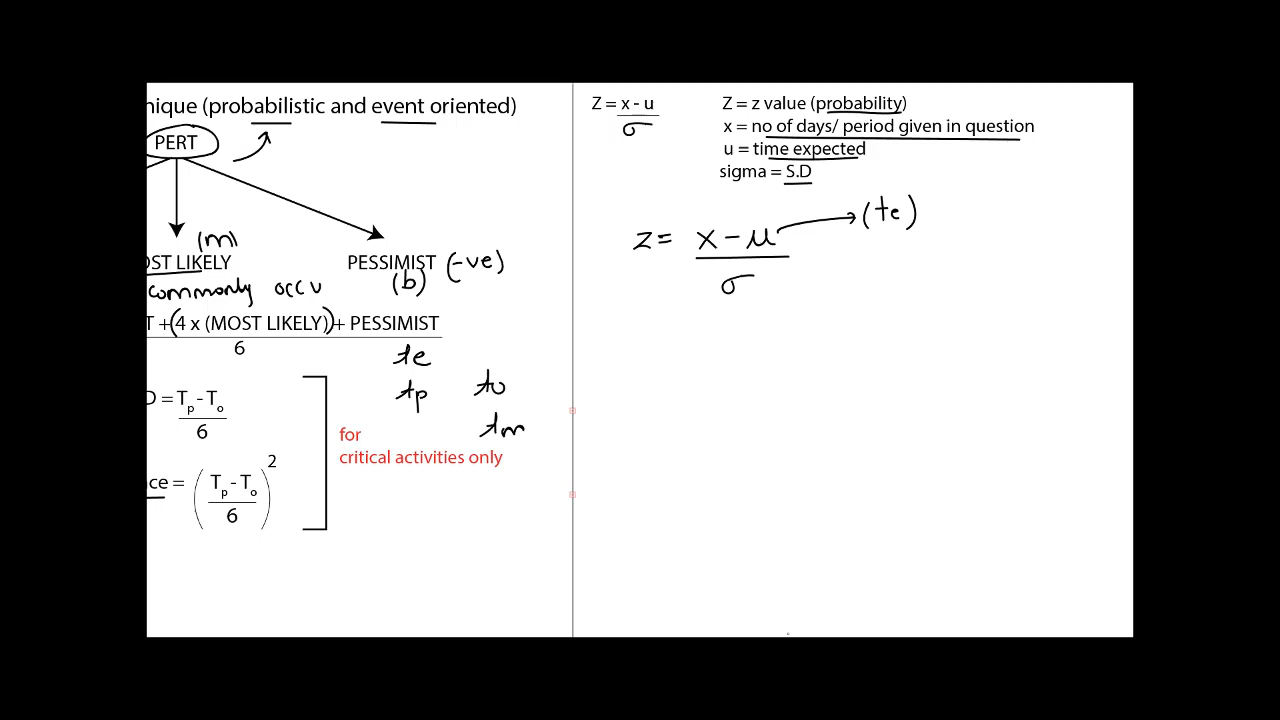 nique (probabilistic and event oriented)
PERT
(m)
OST LIKELY
PESSIMIST (-ve)
commonly occu
(b)
T + (4 x (MOST LIKELY)) + PESSIMIST
6
te
D = Tp - To
6
tp to
tm
for
critical activities only
ce = (Tp - To)2
6
Z = x - u
σ
Z = z value (probability)
x = no of days/ period given in question
u = time expected
sigma = S.D
z = x - μ (te)
σ